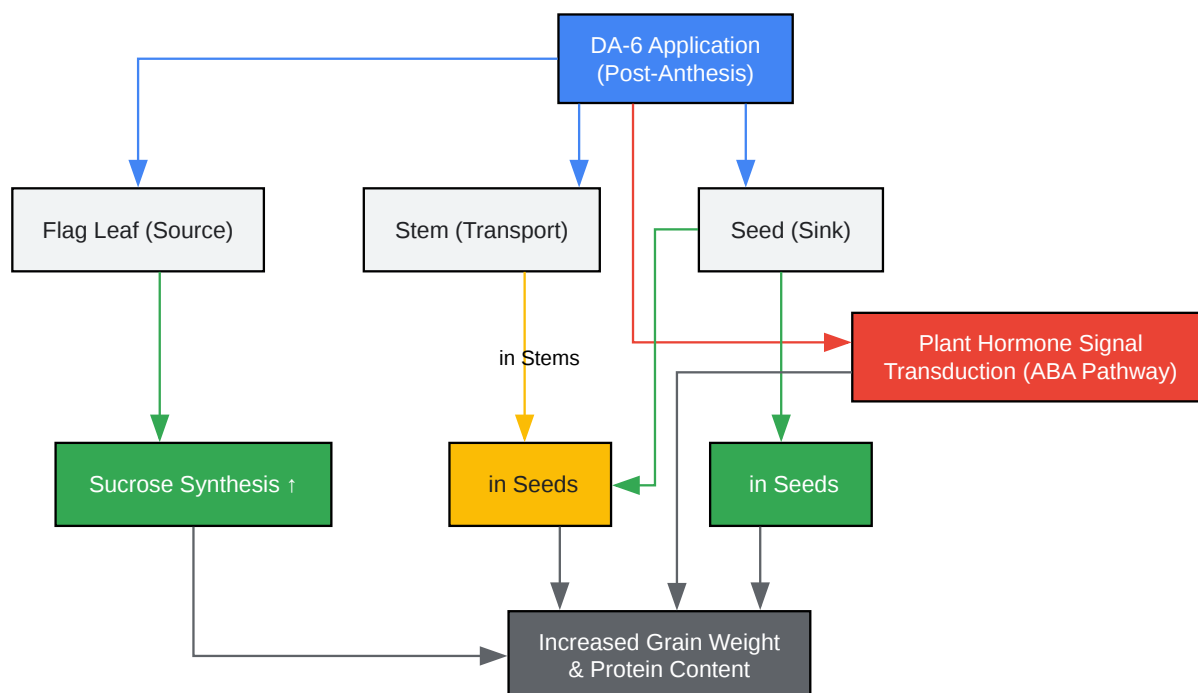 DA-6 Application
(Post-Anthesis)
Flag Leaf (Source)
Stem (Transport)
Seed (Sink)
Plant Hormone Signal
Transduction (ABA Pathway)
in Stems
Sucrose Synthesis ↑
in Seeds
in Seeds
Increased Grain Weight
& Protein Content